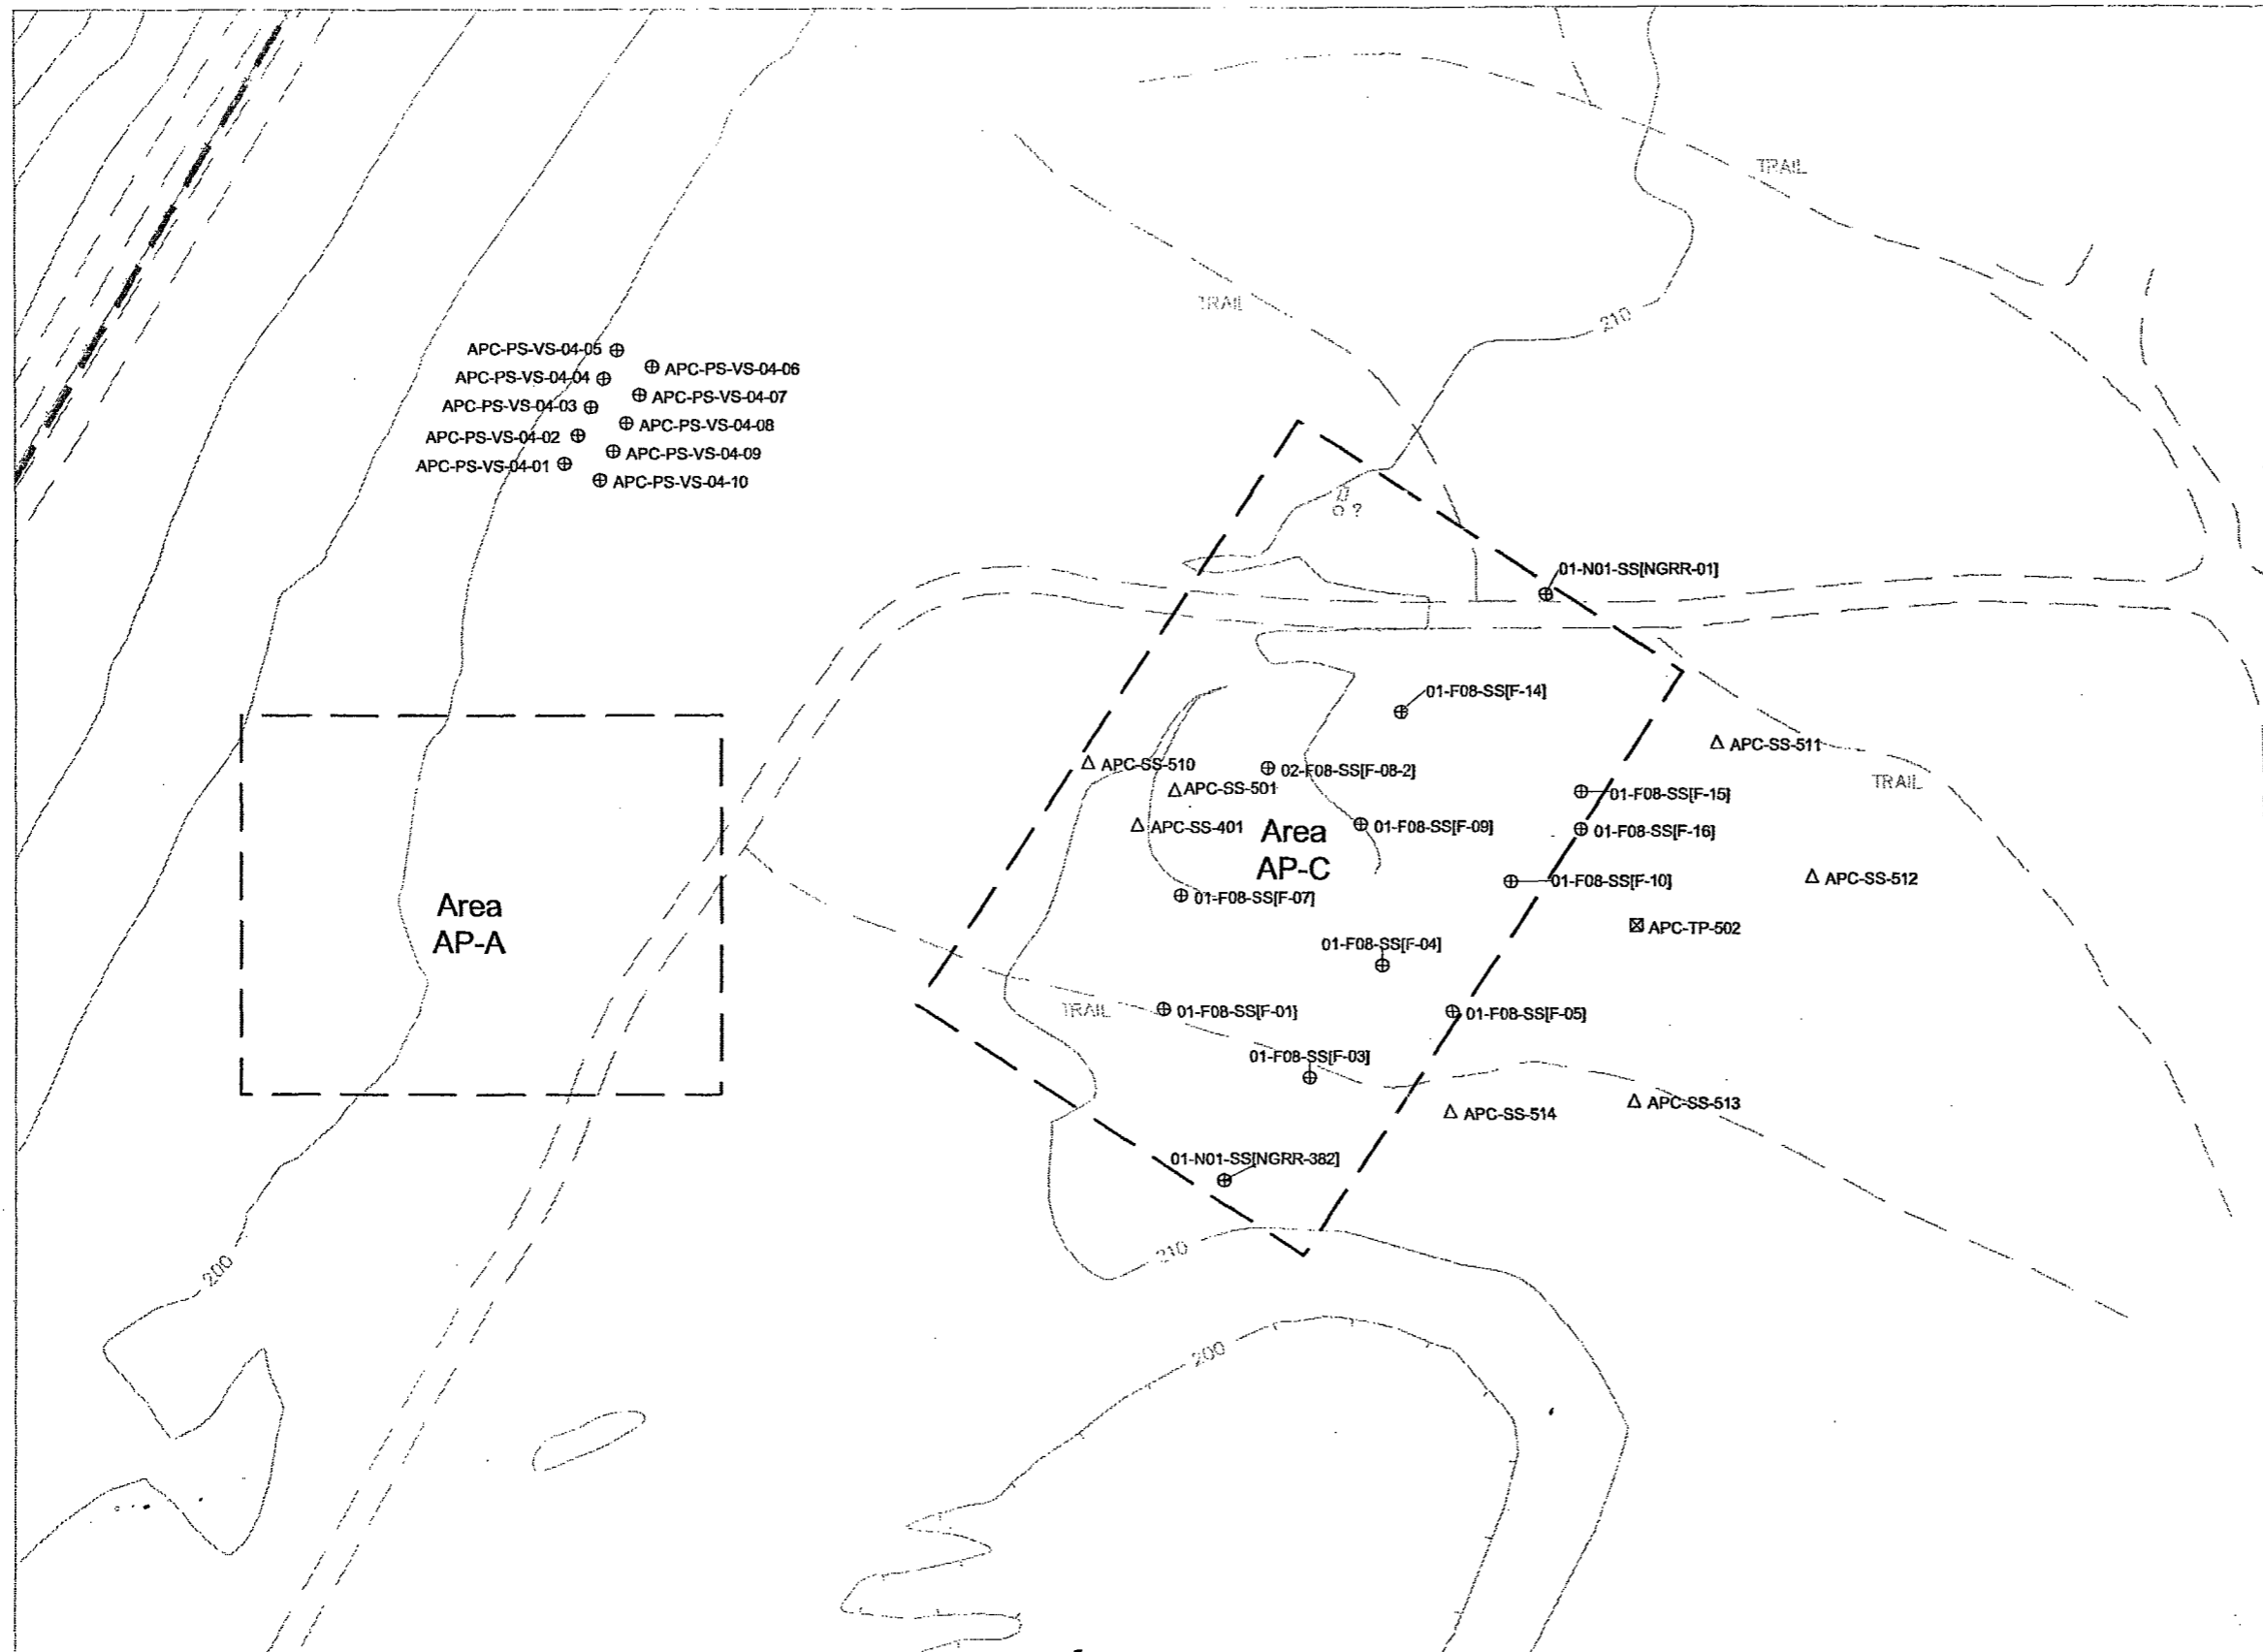 TRAIL
TRAIL
210
APC-PS-VS-04-05
APC-PS-VS-04-06
APC-PS-VS-04-04
APC-PS-VS-04-07
APC-PS-VS-04-03
APC-PS-VS-04-08
APC-PS-VS-04-02
APC-PS-VS-04-09
APC-PS-VS-04-01
APC-PS-VS-04-10
?
01-N01-SS[NGRR-01]
01-F08-SS[F-14]
APC-SS-511
APC-SS-510
02-F08-SS[F-08-2]
TRAIL
APC-SS-501
01-F08-SS[F-15]
APC-SS-401
Area
AP-C
01-F08-SS[F-09]
01-F08-SS[F-16]
01-F08-SS[F-10]
APC-SS-512
01-F08-SS[F-07]
Area
AP-A
APC-TP-502
01-F08-SS[F-04]
TRAIL
01-F08-SS[F-01]
01-F08-SS[F-05]
01-F08-SS[F-03]
APC-SS-514
APC-SS-513
01-N01-SS[NGRR-382]
210
200
200